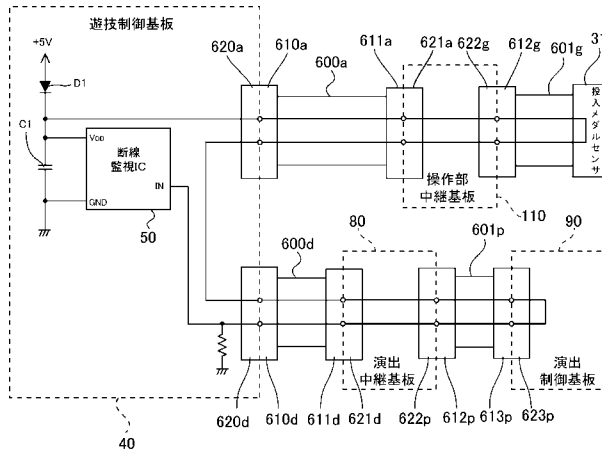 遊技制御基板
+5V
D1
C1
VDD
断線
監視IC
IN
GND
50
40
620a
610a
600a
611a
621a
622g
612g
601g
31
投入メダルセンサ
操作部
中継基板
110
80
600d
601p
90
演出
中継基板
演出
制御基板
620d
610d
611d
621d
622p
612p
613p
623p